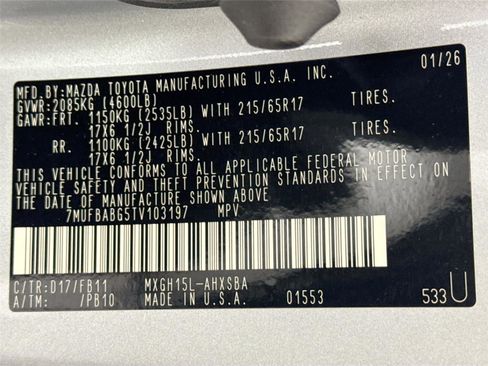 MFD.BY:MAZDA TOYOTA MANUFACTURING U.S.A. INC. 01/26
GVWR:2085KG (4600LB)
GAWR:FRT. 1150KG (2535LB) WITH 215/65R17 TIRES.
17X6 1/2J RIMS.
RR. 1100KG (2425LB) WITH 215/65R17 TIRES.
17X6 1/2J RIMS.
THIS VEHICLE CONFORMS TO ALL APPLICABLE FEDERAL MOTOR
VEHICLE SAFETY AND THEFT PREVENTION STANDARDS IN EFFECT ON
THE DATE OF MANUFACTURE SHOWN ABOVE
7MUFBABG5TV103197 MPV
C/TR:D17/FB11 MXGH15L-AHXSBA
A/TM: /PB10 MADE IN U.S.A. 01553 533U